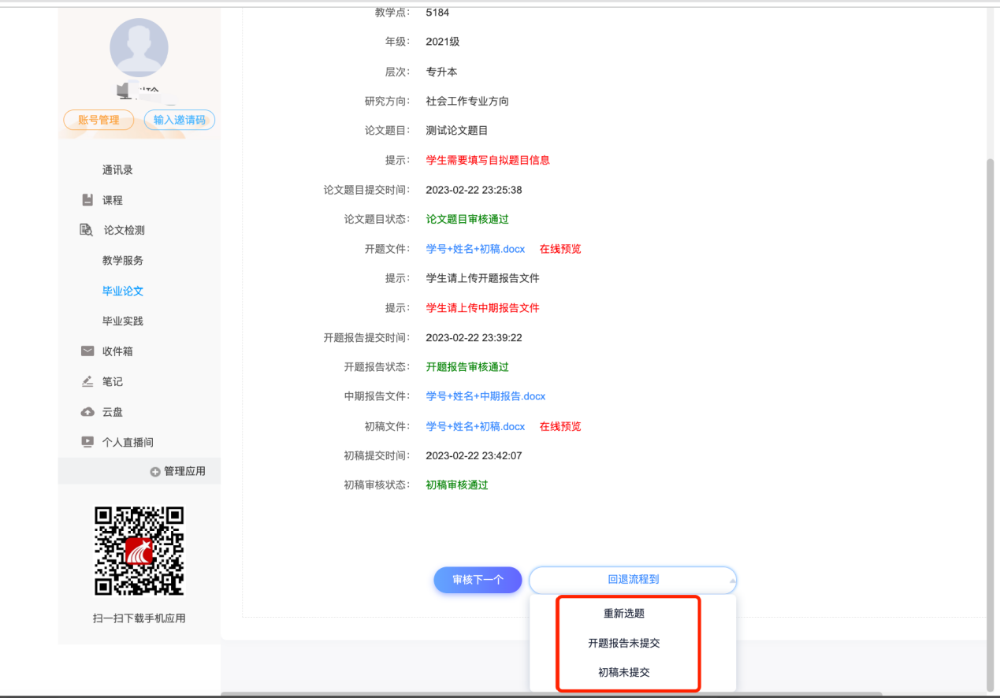 账号管理 输入邀请码
通讯录
课程
论文检测
教学服务
毕业论文
毕业实践
收件箱
笔记
云盘
个人直播间
管理应用
扫一扫下载手机应用
教学点： 5184
年级： 2021级
层次： 专升本
研究方向： 社会工作专业方向
论文题目： 测试论文题目
提示： 学生需要填写自拟题目信息
论文题目提交时间： 2023-02-22 23:25:38
论文题目状态： 论文题目审核通过
开题文件： 学号+姓名+初稿.docx 在线预览
提示： 学生请上传开题报告文件
提示： 学生请上传中期报告文件
开题报告提交时间： 2023-02-22 23:39:22
开题报告状态： 开题报告审核通过
中期报告文件： 学号+姓名+中期报告.docx
初稿文件： 学号+姓名+初稿.docx 在线预览
初稿提交时间： 2023-02-22 23:42:07
初稿审核状态： 初稿审核通过
审核下一个 回退流程到
重新选题
开题报告未提交
初稿未提交